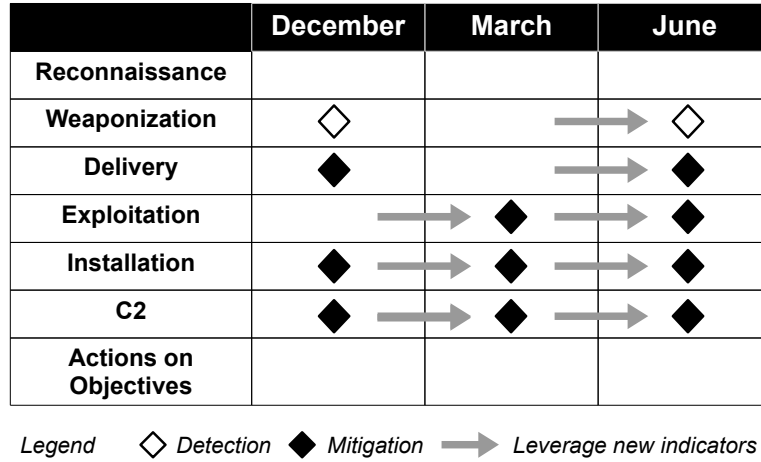 December March June
Reconnaissance
Weaponization
Delivery
Exploitation
Installation
C2
Actions on
Objectives
Legend Detection Mitigation Leverage new indicators